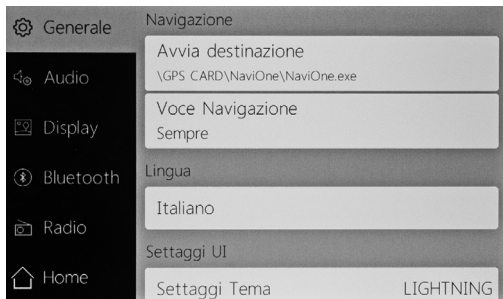 Generale
Audio
Display
Bluetooth
Radio
Home
Navigazione
Avvia destinazione
\GPS CARD\NaviOne\NaviOne.exe
Voce Navigazione
Sempre
Lingua
Italiano
Settaggi UI
Settaggi Tema LIGHTNING